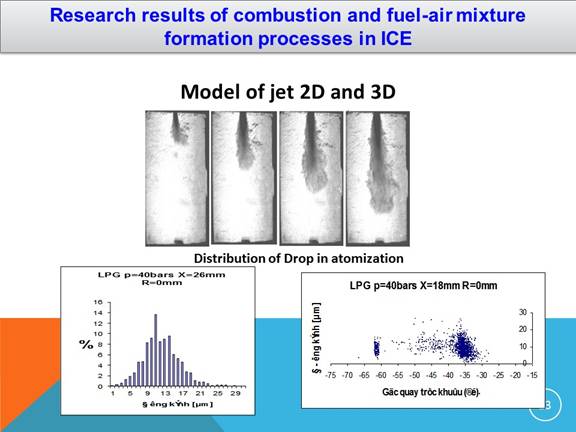 Research results of combustion and fuel-air mixture
formation processes in ICE
Model of jet 2D and 3D
Distribution of Drop in atomization
LPG p=40bars X=26mm
R=0mm
16
14
12
10
8
6
4
2
0
%
1 5 9 13 17 21 25 29
§ êng kÝnh [µm]
LPG p=40bars X=18mm R=0mm
§ - êng kÝnh [µm]
30
20
10
0
-75 -70 -65 -60 -55 -50 -45 -40 -35 -30 -25 -20 -15
Gãc quay trôc khuûu (®é)